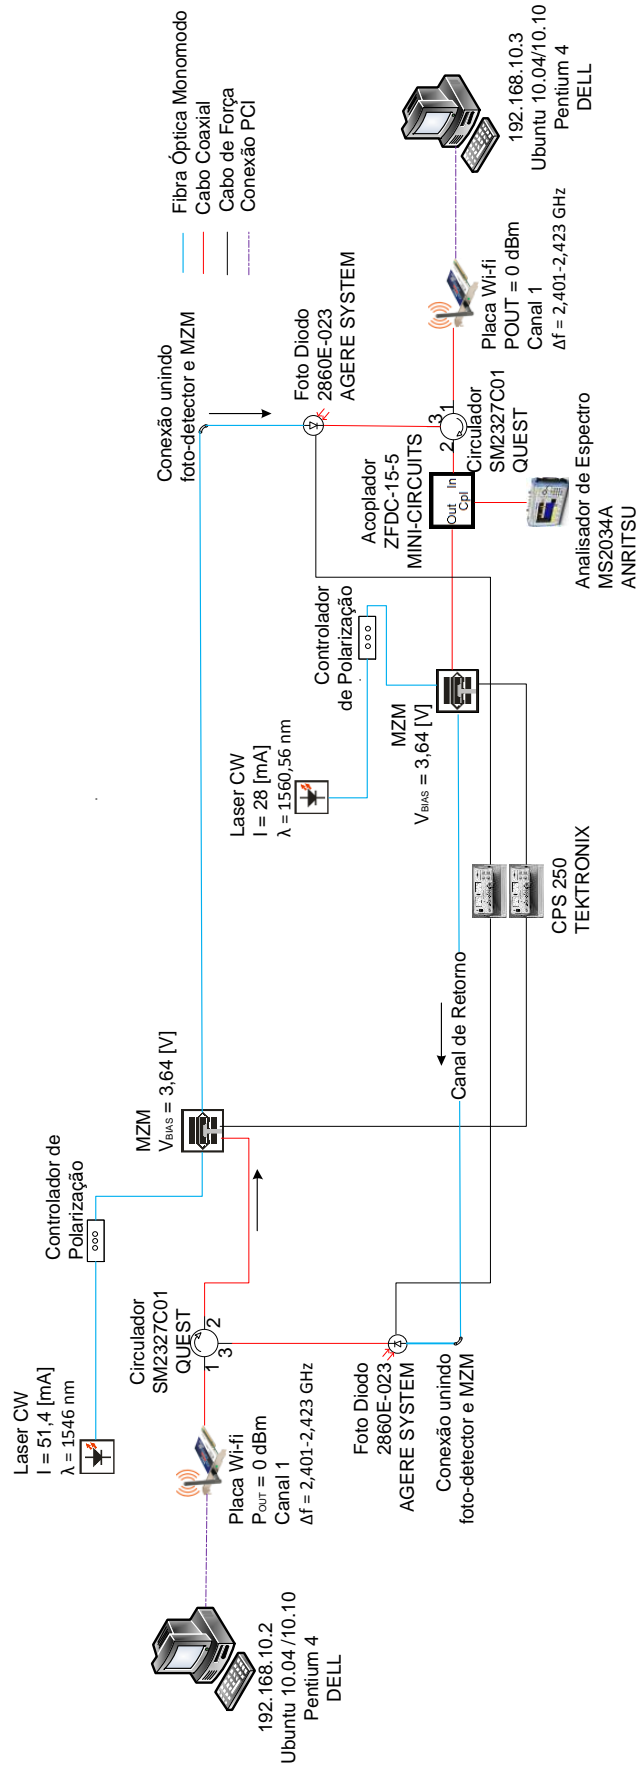 Laser CW
I = 51,4 [mA]
λ = 1546 nm
Controlador de
Polarização
MZM
VBIAS = 3,64 [V]
Conexão unindo
foto-detector e MZM
Fibra Óptica Monomodo
Cabo Coaxial
Cabo de Força
Conexão PCI
192.168.10.2
Ubuntu 10.04 /10.10
Pentium 4
DELL
Placa Wi-fi
POUT = 0 dBm
Canal 1
Δf = 2,401-2,423 GHz
Circulador
SM2327C01
QUEST
1
2
3
Foto Diodo
2860E-023
AGERE SYSTEM
Conexão unindo
foto-detector e MZM
Canal de Retorno
CPS 250
TEKTRONIX
Laser CW
I = 28 [mA]
λ = 1560,56 nm
Controlador
de Polarização
MZM
VBIAS = 3,64 [V]
Foto Diodo
2860E-023
AGERE SYSTEM
Acoplador
ZFDC-15-5
MINI-CIRCUITS
Out
In
Cpl
3
2
1
Circulador
SM2327C01
QUEST
Analisador de Espectro
MS2034A
ANRITSU
Placa Wi-fi
POUT = 0 dBm
Canal 1
Δf = 2,401-2,423 GHz
192.168.10.3
Ubuntu 10.04/10.10
Pentium 4
DELL